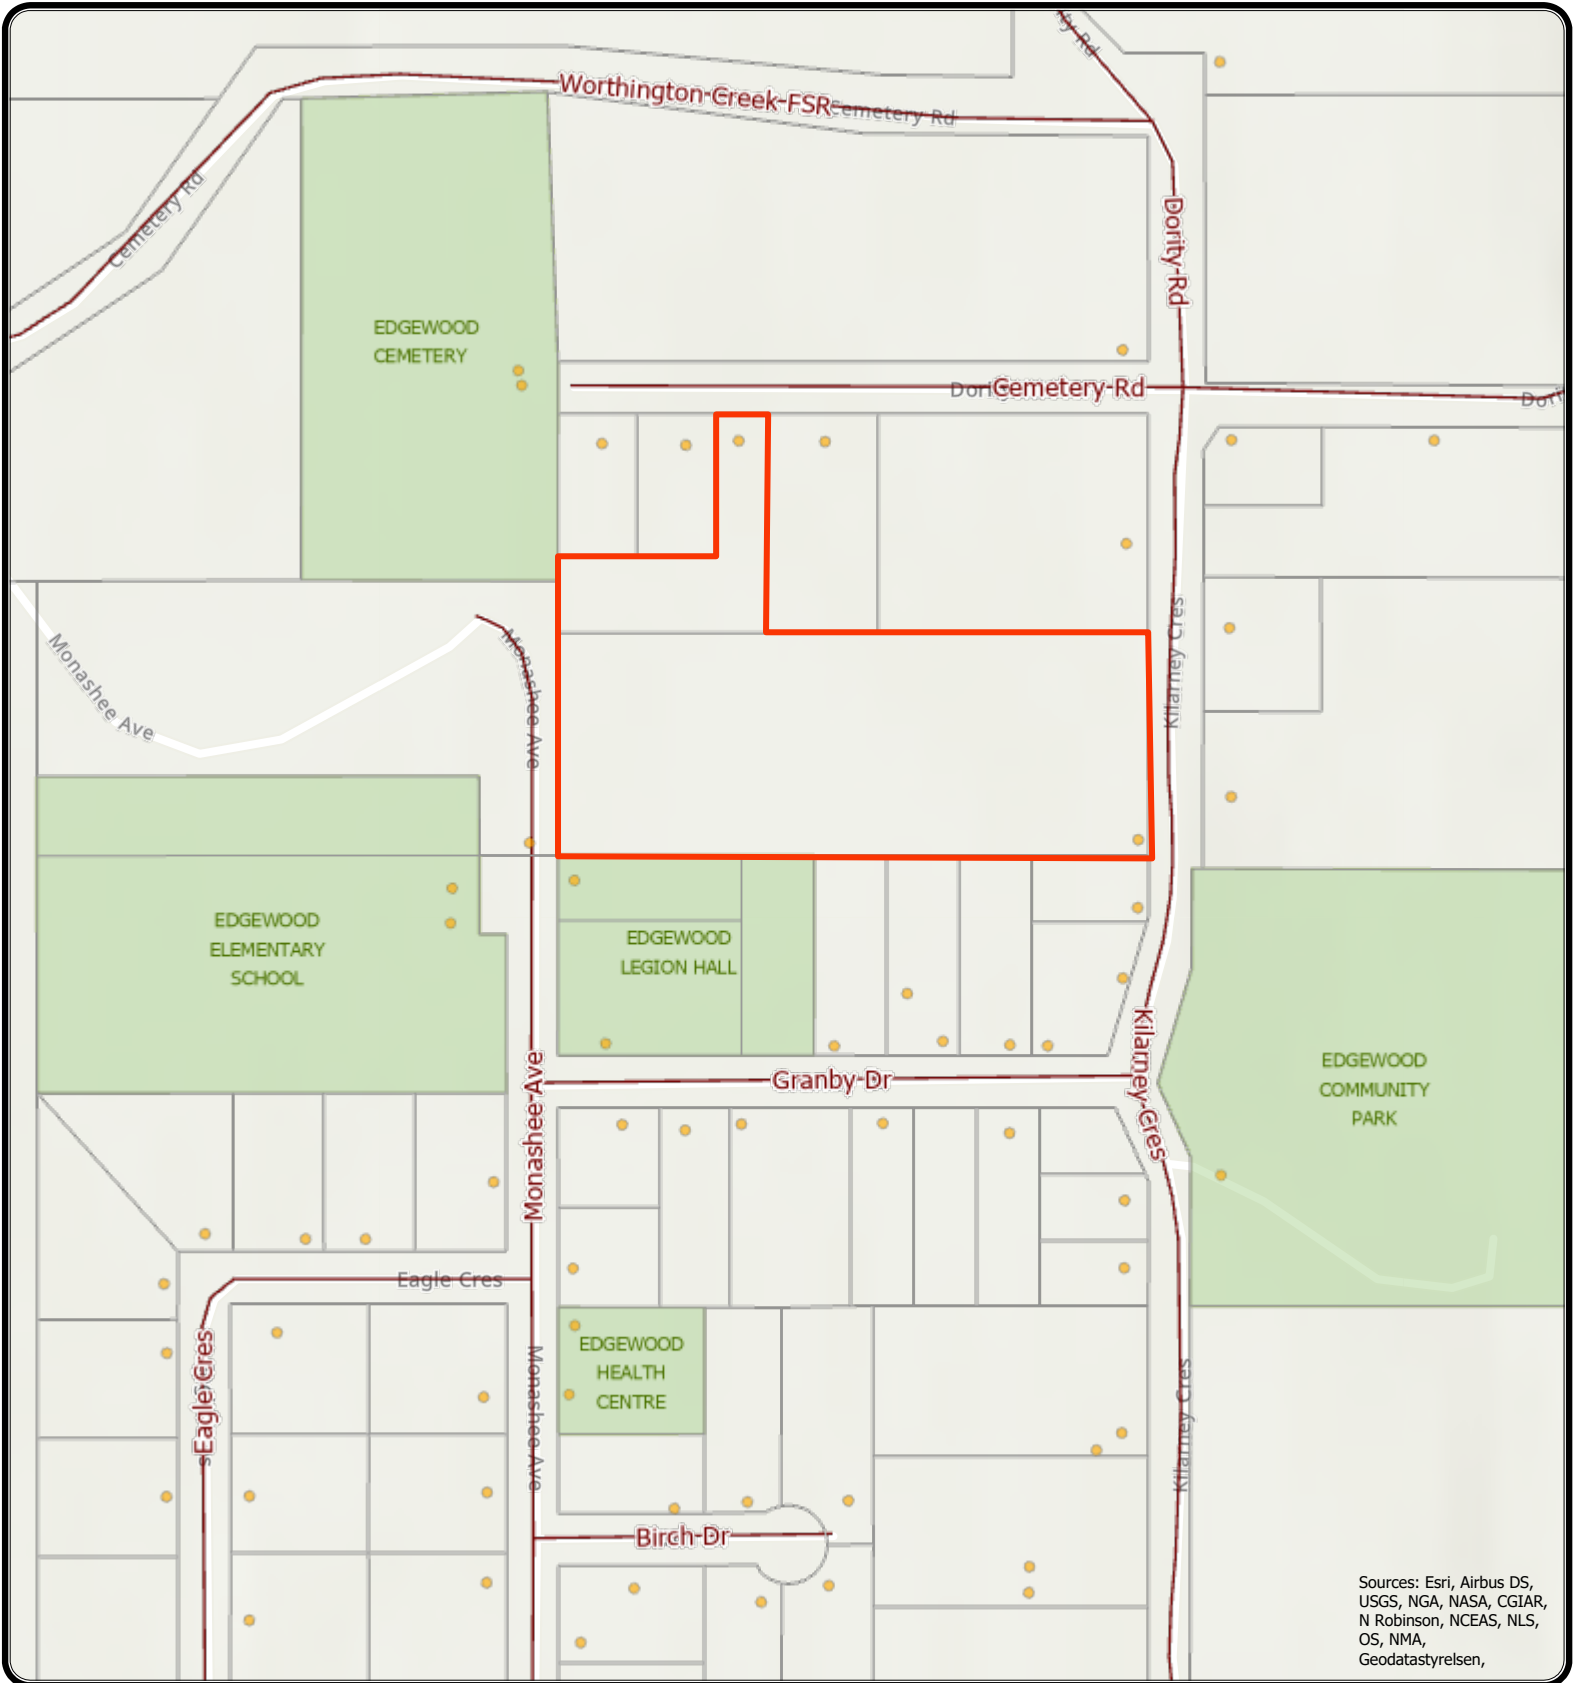 ty Rd
Worthington Creek FSR
Cemetery Rd
Cemetery Rd
Dority Rd
EDGEWOOD
CEMETERY
Cemetery Rd
Monashee Ave
Monashee Ave
Kilarney Cres
EDGEWOOD
ELEMENTARY
SCHOOL
EDGEWOOD
LEGION HALL
Kilarney Cres
Granby Dr
Monashee Ave
EDGEWOOD
COMMUNITY
PARK
Eagle Cres
Eagle Cres
Monashee Ave
EDGEWOOD
HEALTH
CENTRE
Kilarney Cres
Birch Dr
Sources: Esri, Airbus DS,
USGS, NGA, NASA, CGIAR,
N Robinson, NCEAS, NLS,
OS, NMA,
Geodatastyrelsen,